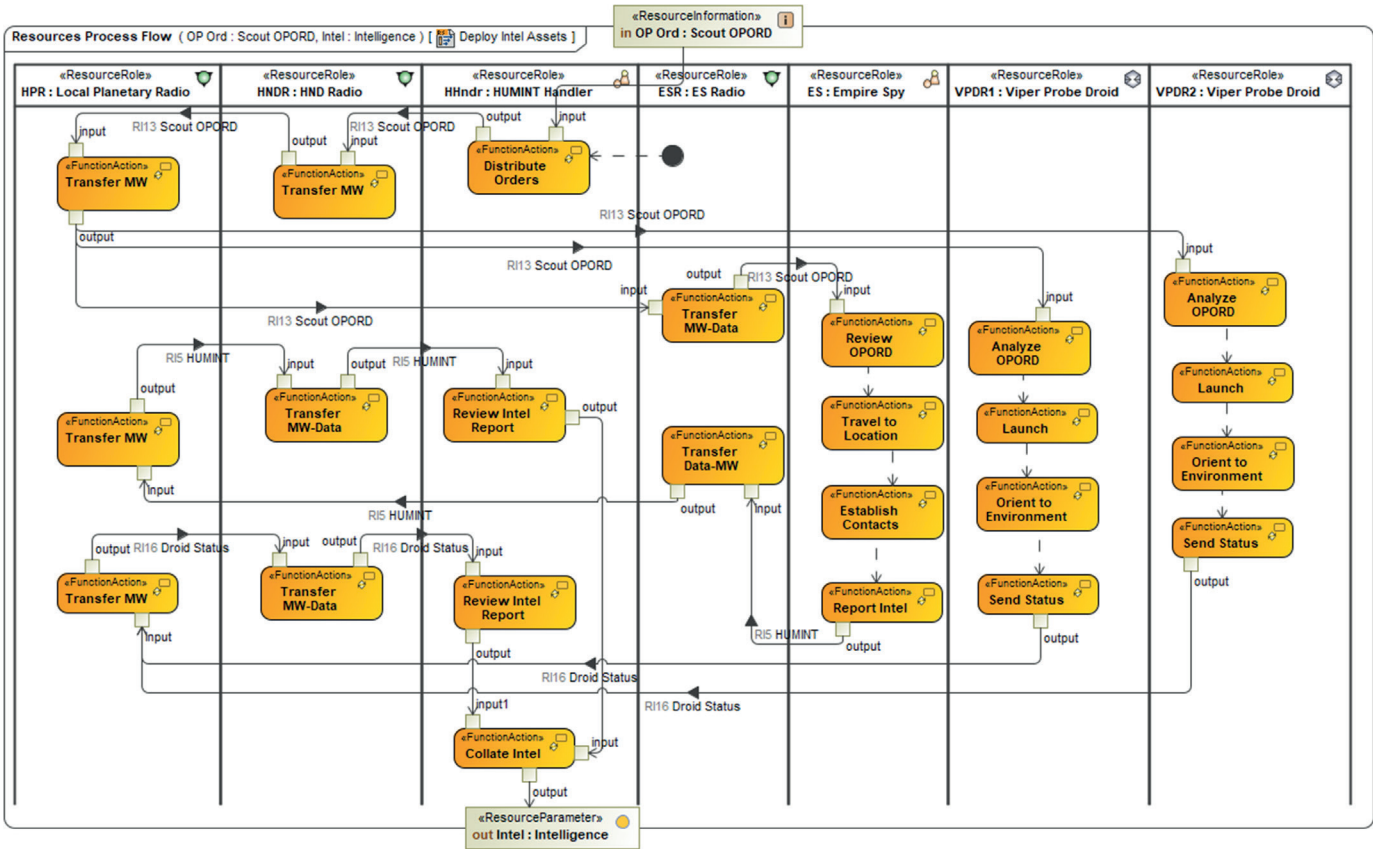 «ResourceInformation»
in OP Ord : Scout OPORD
Resources Process Flow ( OP Ord : Scout OPORD, Intel : Intelligence ) [ Deploy Intel Assets ]
«ResourceRole»
HPR : Local Planetary Radio
«ResourceRole»
HNDR : HND Radio
«ResourceRole»
HHndr : HUMINT Handler
«ResourceRole»
ESR : ES Radio
«ResourceRole»
ES : Empire Spy
«ResourceRole»
VPDR1 : Viper Probe Droid
«ResourceRole»
VPDR2 : Viper Probe Droid
input
RI13 Scout OPORD
output
RI13 Scout OPORD
input
output
input
«FunctionAction»
Transfer MW
«FunctionAction»
Transfer MW
«FunctionAction»
Distribute
Orders
output
RI13 Scout OPORD
RI13 Scout OPORD
RI13 Scout OPORD
input
output
RI13 Scout OPORD
input
input
input
«FunctionAction»
Transfer
MW-Data
«FunctionAction»
Review
OPORD
«FunctionAction»
Analyze
OPORD
«FunctionAction»
Analyze
OPORD
RI5 HUMINT
input
output
RI5 HUMINT
input
output
output
«FunctionAction»
Transfer MW
«FunctionAction»
Transfer
MW-Data
«FunctionAction»
Review Intel
Report
«FunctionAction»
Transfer
Data-MW
«FunctionAction»
Travel to
Location
«FunctionAction»
Launch
«FunctionAction»
Launch
input
RI5 HUMINT
output
input
«FunctionAction»
Establish
Contacts
«FunctionAction»
Orient to
Environment
«FunctionAction»
Orient to
Environment
output
RI16 Droid Status
input
output
RI16 Droid Status
input
«FunctionAction»
Transfer MW
«FunctionAction»
Transfer
MW-Data
«FunctionAction»
Review Intel
Report
«FunctionAction»
Report Intel
«FunctionAction»
Send Status
«FunctionAction»
Send Status
input
output
RI5 HUMINT
output
output
output
RI16 Droid Status
RI16 Droid Status
input1
input
«FunctionAction»
Collate Intel
output
«ResourceParameter»
out Intel : Intelligence